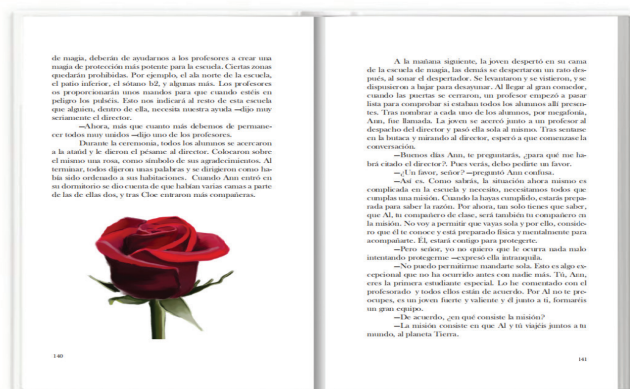 de magia, deberán de ayudarnos a los profesores a crear una
magia de protección más potente para la escuela. Ciertas zonas
quedarán prohibidas. Por ejemplo, el ala norte de la escuela,
el patio inferior, el sótano b2, y algunas más. Los profesores
os proporcionarán unos mandos para que cuando estéis en
peligro los pulséis. Esto nos indicará al resto de esta escuela
que alguien, dentro de ella, necesita nuestra ayuda —dijo muy
seriamente el director.
—Ahora, más que cuanto más debemos de permane-
cer todos muy unidos —dijo uno de los profesores.
Durante la ceremonia, todos los alumnos se acercaron
a la ataúd y le dieron el pésame al director. Colocaron sobre
el mismo una rosa, como símbolo de sus agradecimientos. Al
terminar, todos dijeron unas palabras y se dirigieron como ha-
bía sido ordenado a sus habitaciones. Cuando Ann entró en
su dormitorio se dio cuenta de que habían varias camas a parte
de las de ellas dos, y tras Cloe entraron más compañeras.
140
A la mañana siguiente, la joven despertó en su cama
de la escuela de magia, las demás se despertaron un rato des-
pués, al sonar el despertador. Se levantaron y se vistieron, y se
dispusieron a bajar para desayunar. Al llegar al gran comedor,
cuando las puertas se cerraron, un profesor empezó a pasar
lista para comprobar si estaban todos los alumnos allí presen-
tes. Tras nombrar a cada uno de los alumnos, por megafonía,
Ann, fue llamada. La joven se acercó junto a un profesor al
despacho del director y pasó ella sola al mismo. Tras sentarse
en la butaca y mirando al director, esperó a que comenzase la
conversación.
—Buenos días Ann, te preguntarás, ¿para qué me ha-
brá citado el director?. Pues verás, debo pedirte un favor.
—¿Un favor, señor? —preguntó Ann confusa.
—Así es. Como sabrás, la situación ahora mismo es
complicada en la escuela y necesito, necesitamos todos que
cumplas una misión. Cuando la hayas cumplido, estarás prepa-
rada para saber la razón. Por ahora, tan solo tienes que saber,
que Al, tu compañero de clase, será también tu compañero en
la misión. No voy a permitir que vayas sola y por ello, conside-
ro que él te conoce y está preparado física y mentalmente para
acompañarte. Él, estará contigo para protegerte.
—Pero señor, yo no quiero que le ocurra nada malo
intentando protegerme —expresó ella intranquila.
—No puedo permitirme mandarte sola. Esto es algo ex-
cepcional que no ha ocurrido antes con nadie más. Tú, Ann,
eres la primera estudiante especial. Lo he comentado con el
profesorado y todos ellos están de acuerdo. Por Al no te pre-
ocupes, es un joven fuerte y valiente y él junto a ti, formaréis
un gran equipo.
—De acuerdo, ¿en qué consiste la misión?
—La misión consiste en que Al y tú viajéis juntos a tu
mundo, al planeta Tierra.
141